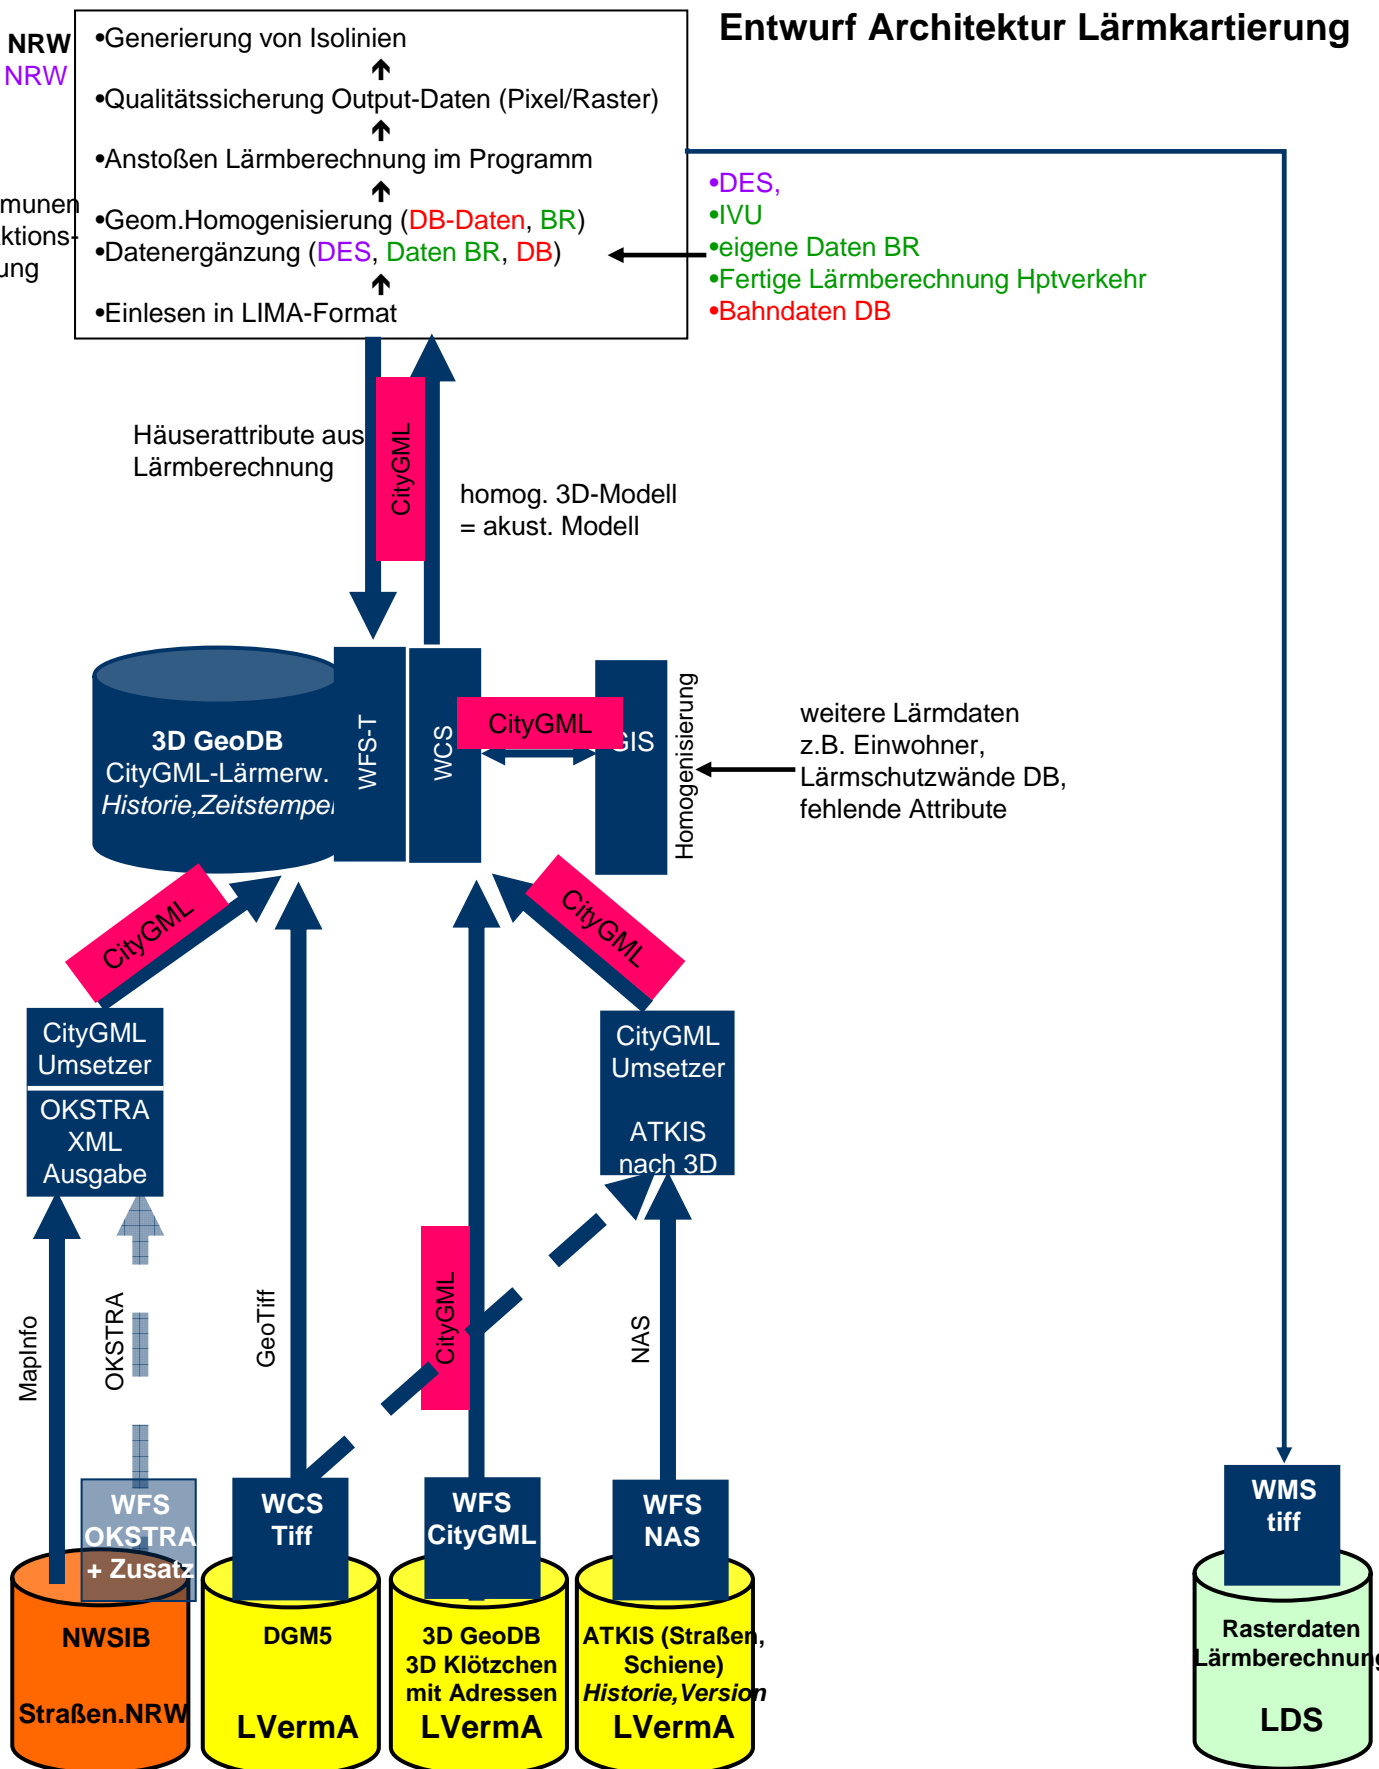 Entwurf Architektur Lärmkartierung
NRW
NRW
•Generierung von Isolinien
•Qualitätssicherung Output-Daten (Pixel/Raster)
•Anstoßen Lärmberechnung im Programm
•Geom.Homogenisierung (DB-Daten, BR)
•Datenergänzung (DES, Daten BR, DB)
•Einlesen in LIMA-Format
munen
ktions-
ung
•DES,
•IVU
•eigene Daten BR
•Fertige Lärmberechnung Hptverkehr
•Bahndaten DB
Häuserattribute aus
Lärmberechnung
CityGML
homog. 3D-Modell
= akust. Modell
3D GeoDB
CityGML-Lärmerw.
Historie,Zeitstempel
WFS-T
WCS
CityGML
GIS
Homogenisierung
weitere Lärmdaten
z.B. Einwohner,
Lärmschutzwände DB,
fehlende Attribute
CityGML
CityGML
CityGML
Umsetzer
OKSTRA
XML
Ausgabe
CityGML
Umsetzer
ATKIS
nach 3D
MapInfo
OKSTRA
GeoTiff
CityGML
NAS
WFS
OKSTRA
+ Zusatz
WCS
Tiff
WFS
CityGML
WFS
NAS
WMS
tiff
NWSIB
Straßen.NRW
DGM5
LVermA
3D GeoDB
3D Klötzchen
mit Adressen
LVermA
ATKIS (Straßen,
Schiene)
Historie,Version
LVermA
Rasterdaten
Lärmberechnung
LDS